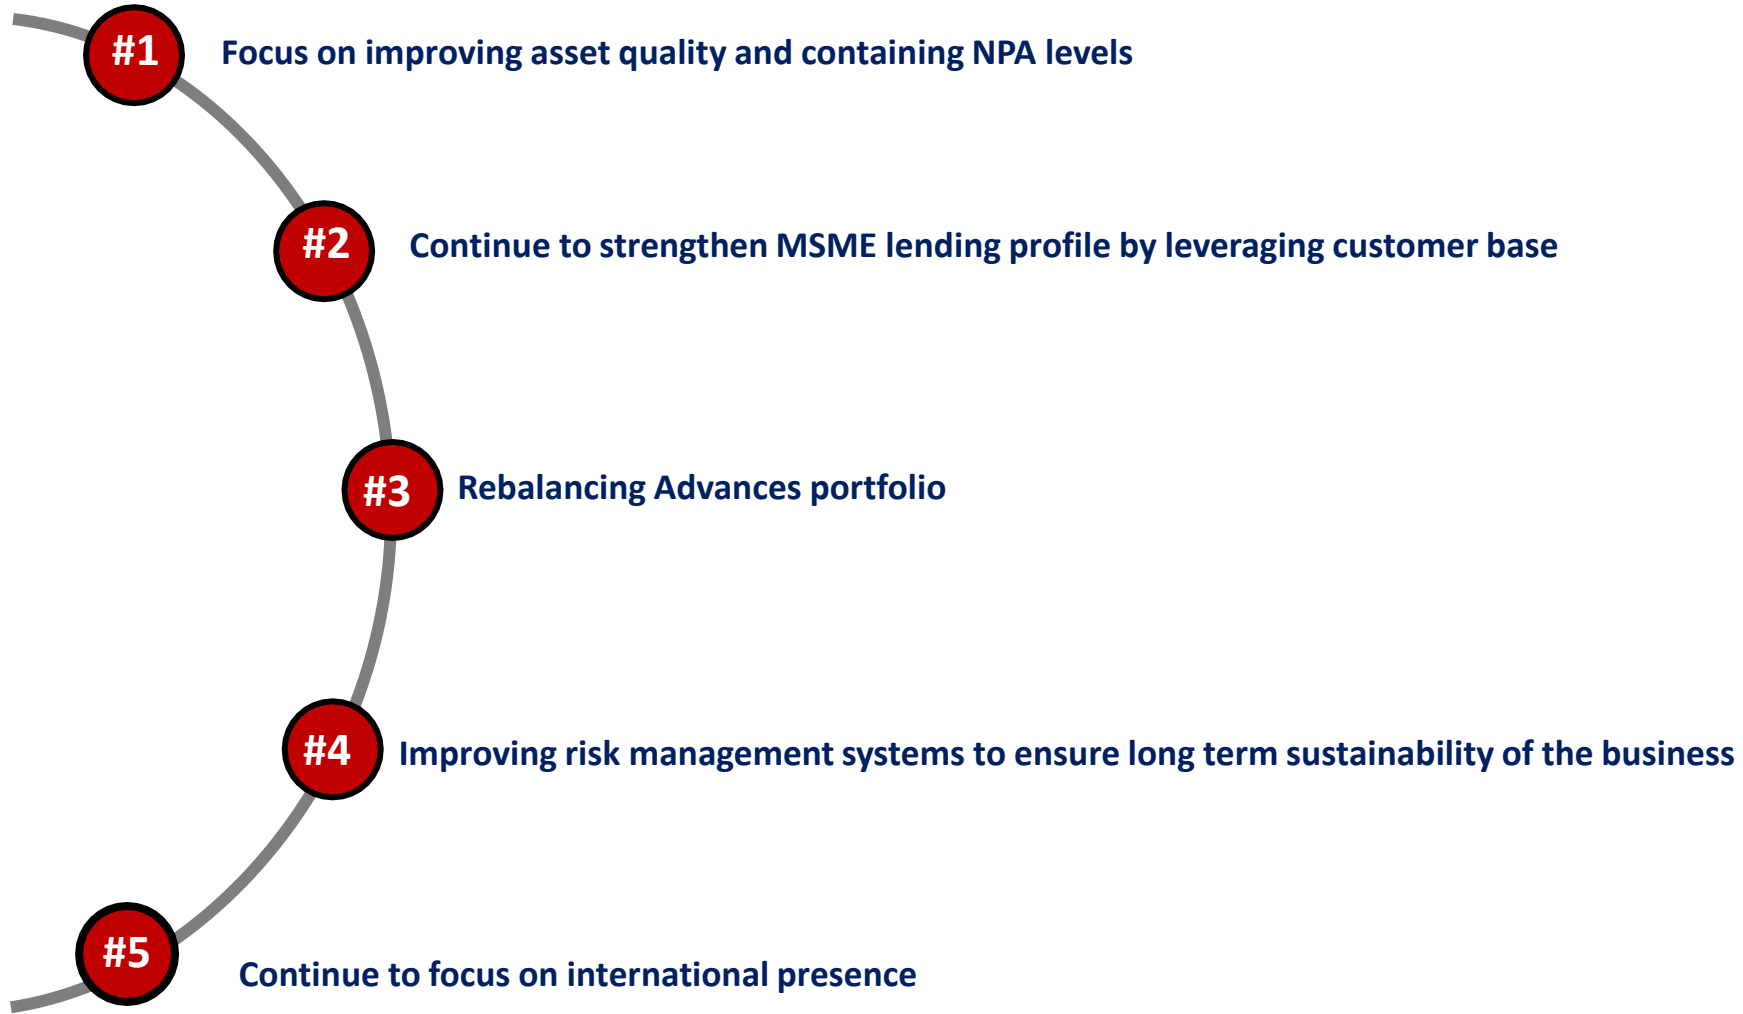 #1 Focus on improving asset quality and containing NPA levels
#2 Continue to strengthen MSME lending profile by leveraging customer base
#3 Rebalancing Advances portfolio
#4 Improving risk management systems to ensure long term sustainability of the business
#5 Continue to focus on international presence